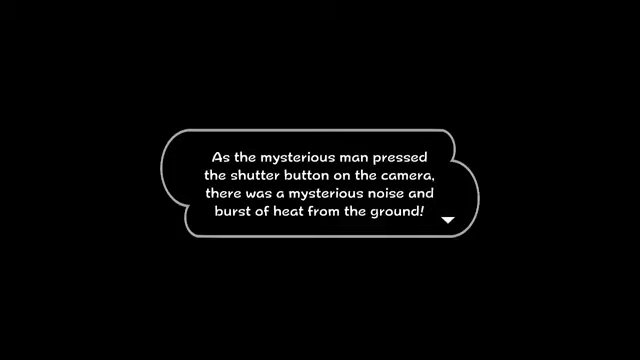 As the mysterious man pressed
the shutter button on the camera,
there was a mysterious noise and
burst of heat from the ground!